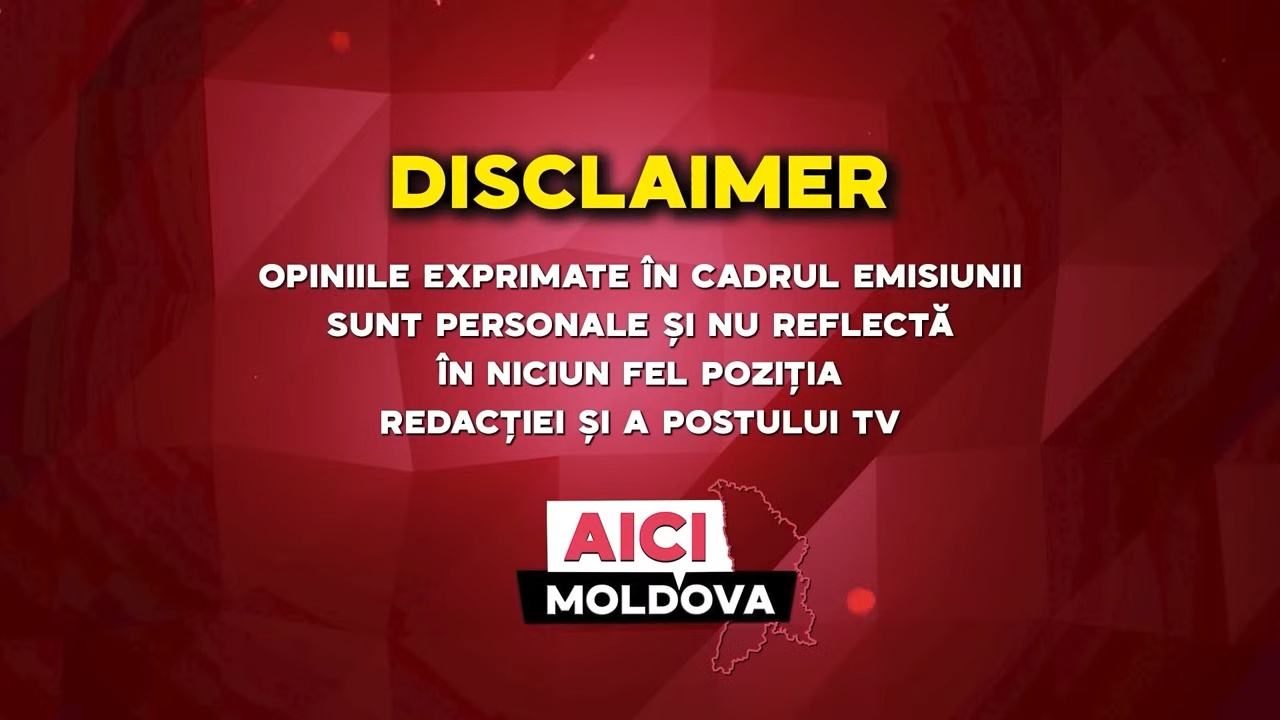 DISCLAIMER
OPINIILE EXPRIMATE ÎN CADRUL EMISIUNII
SUNT PERSONALE ȘI NU REFLECTĂ
ÎN NICIUN FEL POZIȚIA
REDACȚIEI ȘI A POSTULUI TV
AICI
MOLDOVA